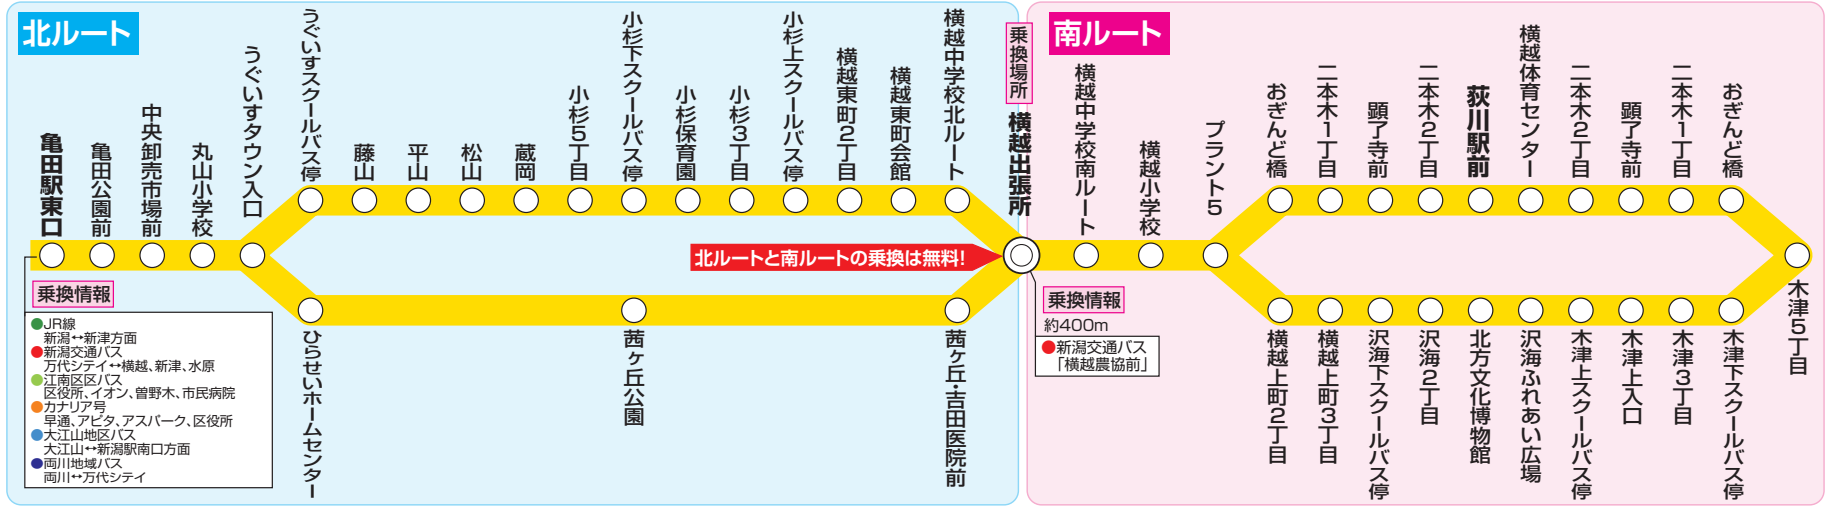 北ルート
亀田駅東口
亀田公園前
中央卸売市場前
丸山小学校
うぐいすタウン入口
うぐいすスクールバス停
藤山
平山
松山
蔵岡
小杉5丁目
小杉下スクールバス停
小杉保育園
小杉3丁目
小杉上スクールバス停
横越東町2丁目
横越東町会館
横越中学校北ルート
乗換場所
横越出張所
ひらせいホームセンター
茜ヶ丘公園
茜ヶ丘・吉田医院前
北ルートと南ルートの乗換は無料!
乗換情報
●JR線
新潟↔新津方面
●新潟交通バス
万代シテイ↔横越、新津、水原
●江南区区バス
区役所、イオン、曽野木、市民病院
●カナリア号
早通、アピタ、アスパーク、区役所
●大江山地区バス
大江山↔新潟駅南口方面
●両川地域バス
両川↔万代シテイ
南ルート
横越中学校南ルート
横越小学校
プラント5
おぎんど橋
二本木1丁目
顕了寺前
二本木2丁目
荻川駅前
横越体育センター
二本木2丁目
顕了寺前
二本木1丁目
おぎんど橋
木津5丁目
横越上町2丁目
横越上町3丁目
沢海下スクールバス停
沢海2丁目
北方文化博物館
沢海ふれあい広場
木津上スクールバス停
木津上入口
木津3丁目
木津下スクールバス停
乗換情報
約400m
●新潟交通バス
「横越農協前」